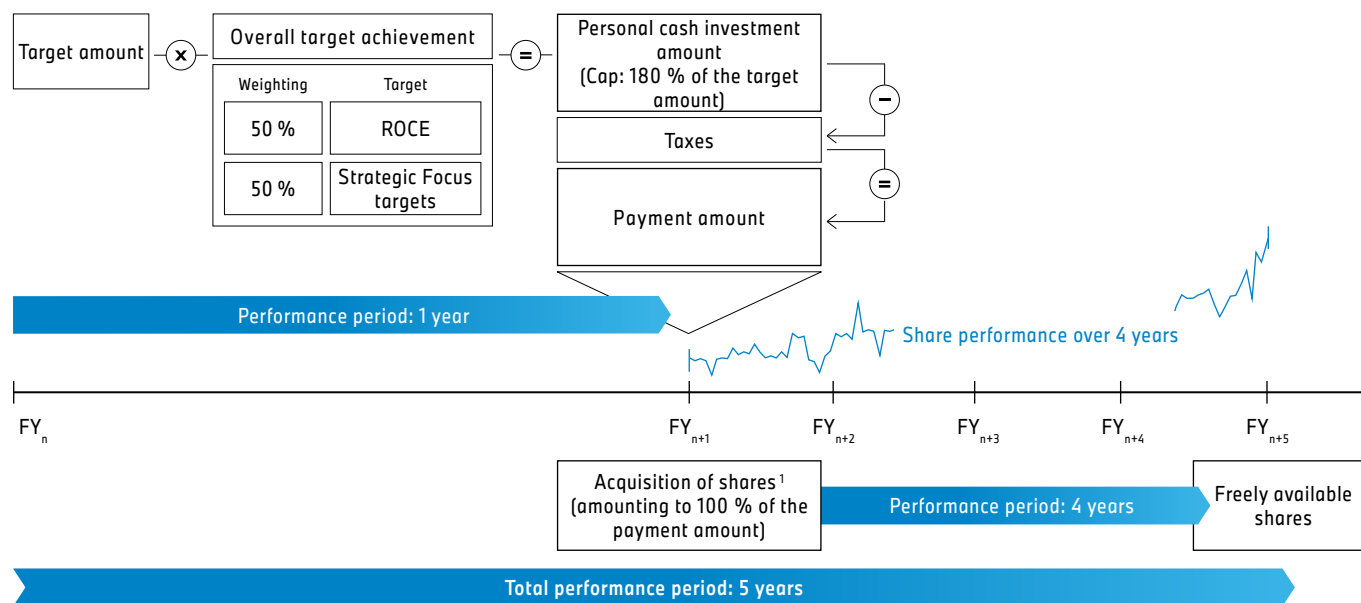 Target amount
x
Overall target achievement
Weighting
Target
50 %
ROCE
50 %
Strategic Focus
targets
=
Personal cash investment
amount
(Cap: 180 % of the target
amount)
–
Taxes
=
Payment amount
Performance period: 1 year
Share performance over 4 years
FYn
FYn+1
FYn+2
FYn+3
FYn+4
FYn+5
Acquisition of shares 1
(amounting to 100 % of the
payment amount)
Performance period: 4 years
Freely available
shares
Total performance period: 5 years